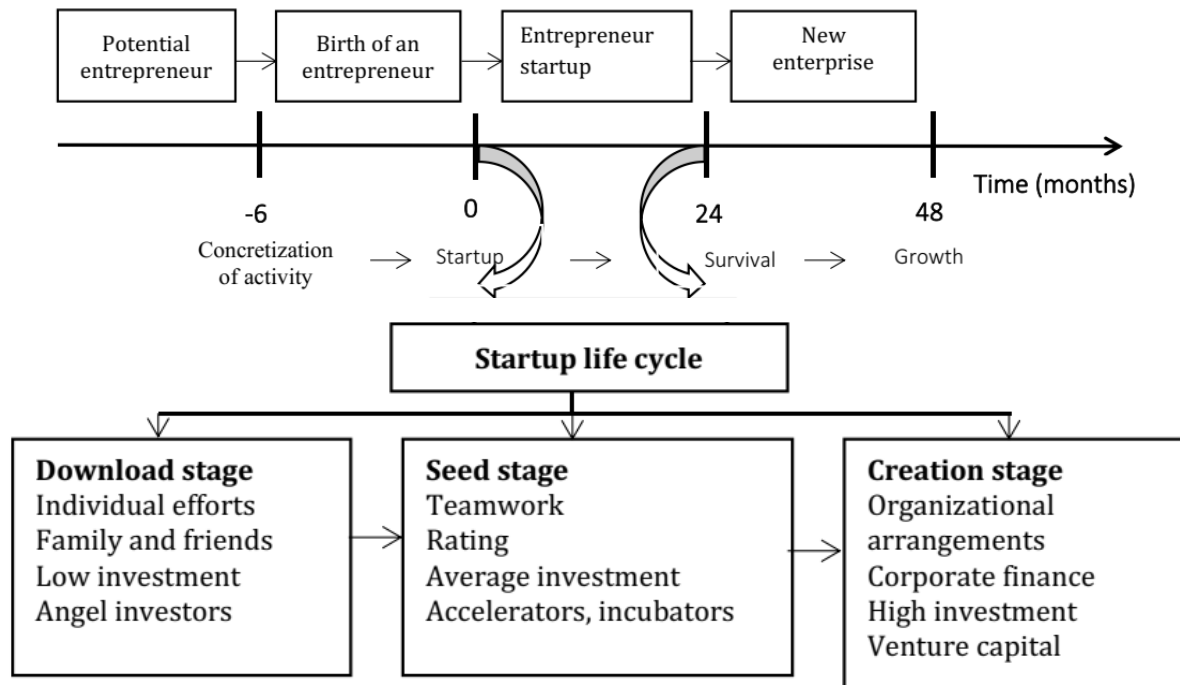 Potential
entrepreneur
Birth of an
entrepreneur
Entrepreneur
startup
New
enterprise
Time (months)
-6
0
24
48
Concretization
of activity
Startup
Survival
Growth
Startup life cycle
Download stage
Individual efforts
Family and friends
Low investment
Angel investors
Seed stage
Teamwork
Rating
Average investment
Accelerators, incubators
Creation stage
Organizational
arrangements
Corporate finance
High investment
Venture capital